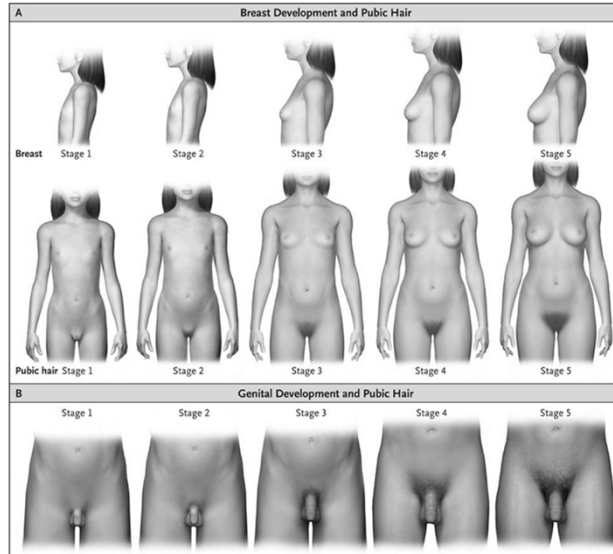 A Breast Development and Pubic Hair
Breast Stage 1 Stage 2 Stage 3 Stage 4 Stage 5
Pubic hair Stage 1 Stage 2 Stage 3 Stage 4 Stage 5
B Genital Development and Pubic Hair
Stage 1 Stage 2 Stage 3 Stage 4 Stage 5